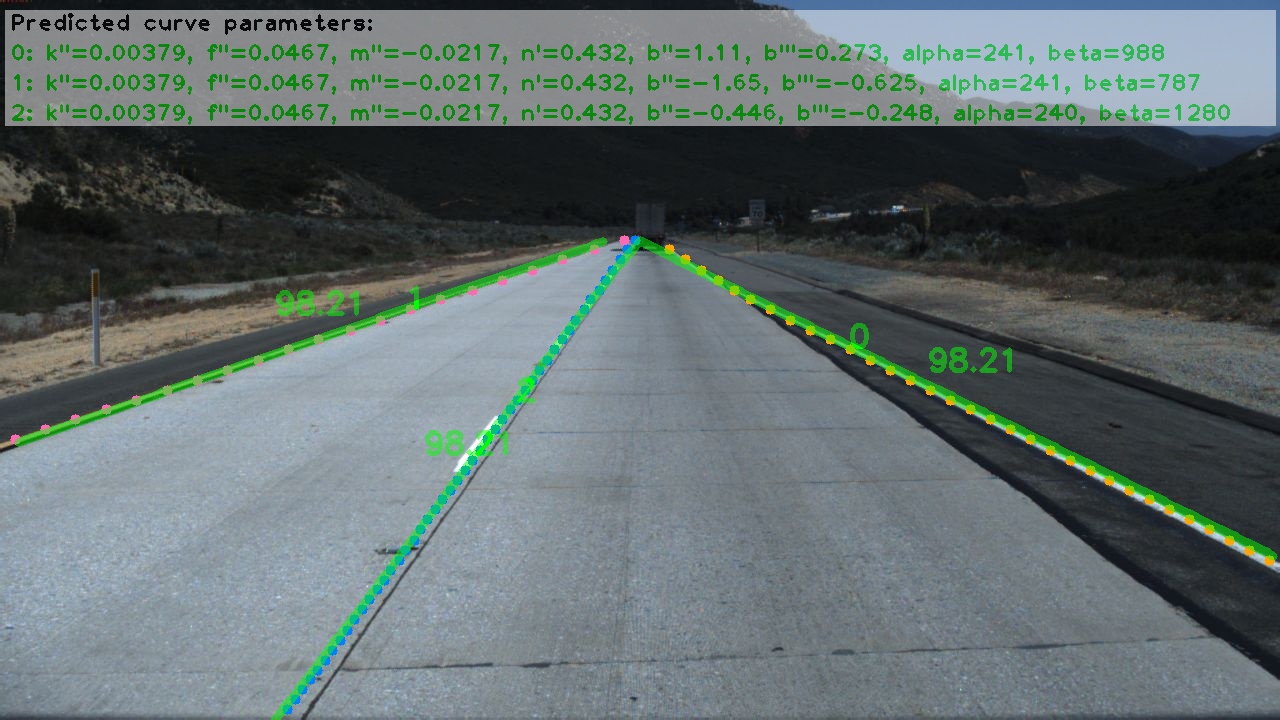 Predicted curve parameters:
0: k''=0.00379, f''=0.0467, m''=-0.0217, n'=0.432, b''=1.11, b'''=0.273, alpha=241, beta=988
1: k''=0.00379, f''=0.0467, m''=-0.0217, n'=0.432, b''=-1.65, b'''=-0.625, alpha=241, beta=787
2: k''=0.00379, f''=0.0467, m''=-0.0217, n'=0.432, b''=-0.446, b'''=-0.248, alpha=240, beta=1280
98.21
1
0
98.21
2
98.21